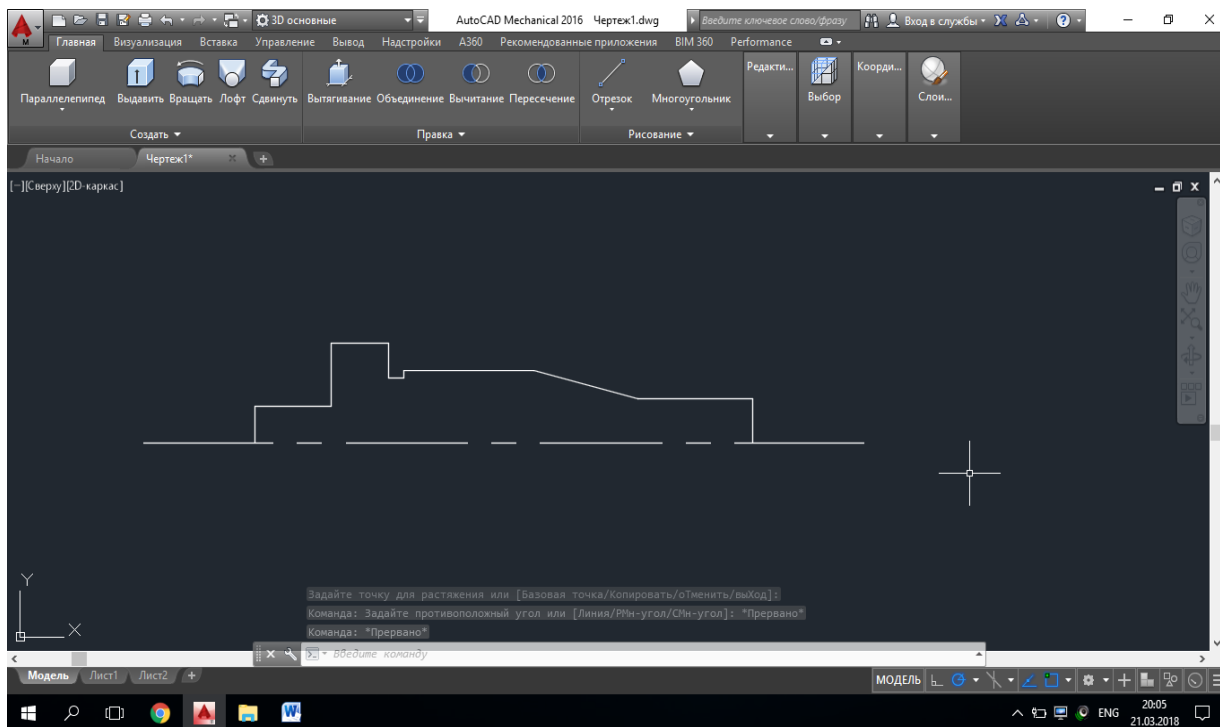 3D основные
AutoCAD Mechanical 2016 Чертеж1.dwg
Введите ключевое слово/фразу
Вход в службы
M
Главная Визуализация Вставка Управление Вывод Надстройки A360 Рекомендованные приложения BIM 360 Performance
Параллелепипед Выдавить Вращать Лофт Сдвинуть Вытягивание Объединение Вычитание Пересечение Отрезок Многоугольник Редакти... Выбор Коорди... Слои...
Создать Правка Рисование
Начало Чертеж1* +
[−][Сверху][2D-каркас]
Y
X
Задайте точку для растяжения или [Базовая точка/Копировать/оТменить/выХод]:
Команда: Задайте противоположный угол или [Линия/РМн-угол/СМн-угол]: *Прервано*
Команда: *Прервано*
Введите команду
Модель Лист1 Лист2 + МОДЕЛЬ
ENG 20:05
21.03.2018